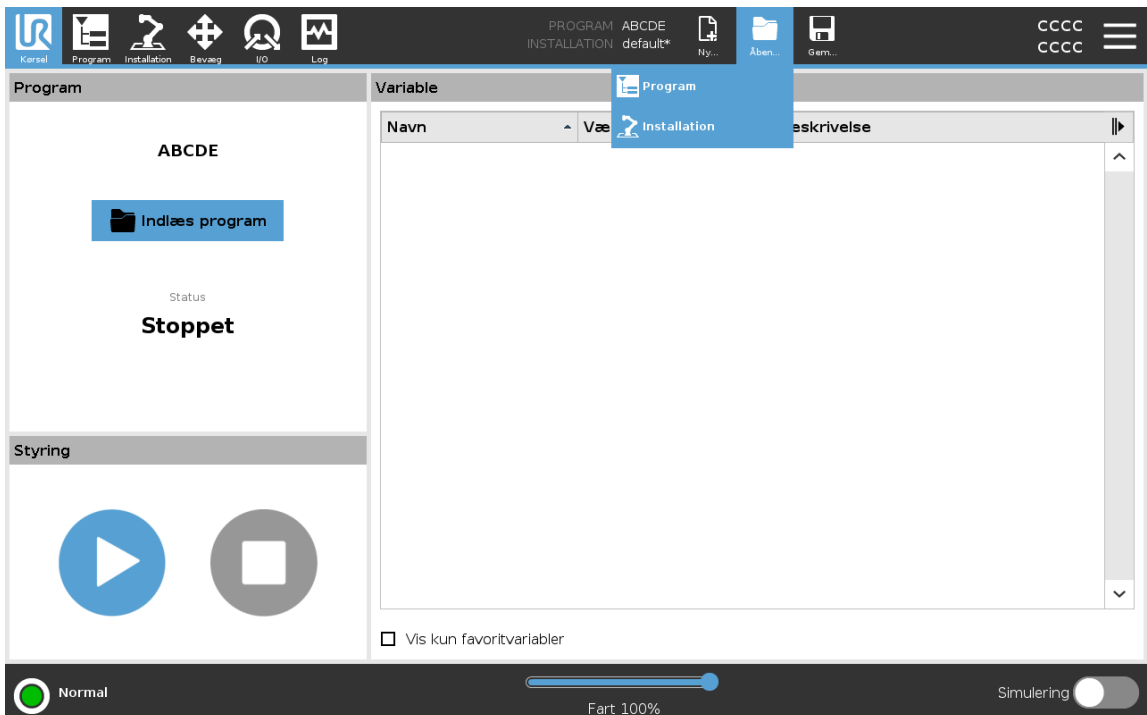 PROGRAM ABCDE
INSTALLATION default*
CCCC
CCCC
Kørsel Program Installation Bevæg I/O Log Ny... Åben... Gem...
Program
Installation
Program
ABCDE
Indlæs program
Status
Stoppet
Styring
Variable
Navn Væ eskrivelse
Vis kun favoritvariabler
Normal
Fart 100%
Simulering